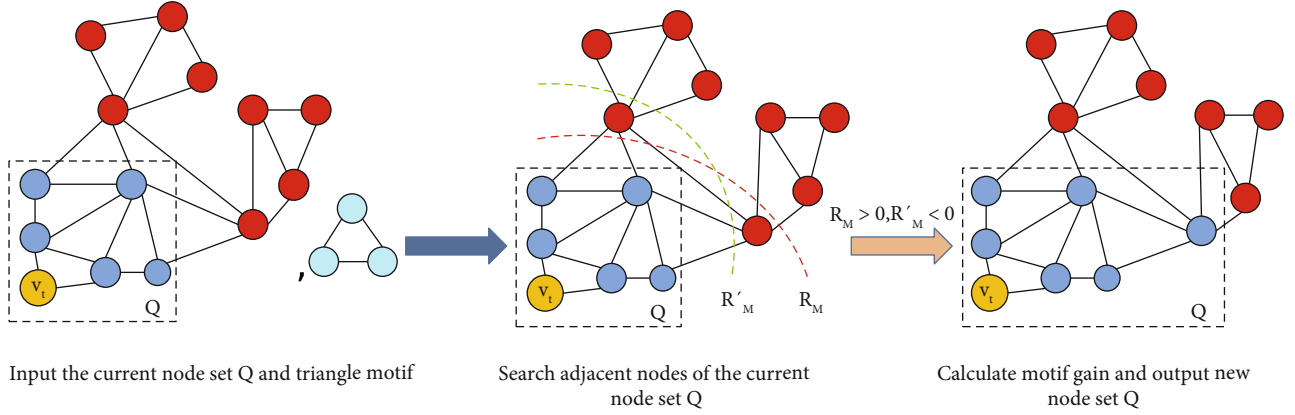 v_t
Q
,
Input the current node set Q and triangle motif
v_t
Q
R′_M
R_M
Search adjacent nodes of the current
node set Q
R_M > 0,R′_M < 0
v_t
Q
Calculate motif gain and output new
node set Q